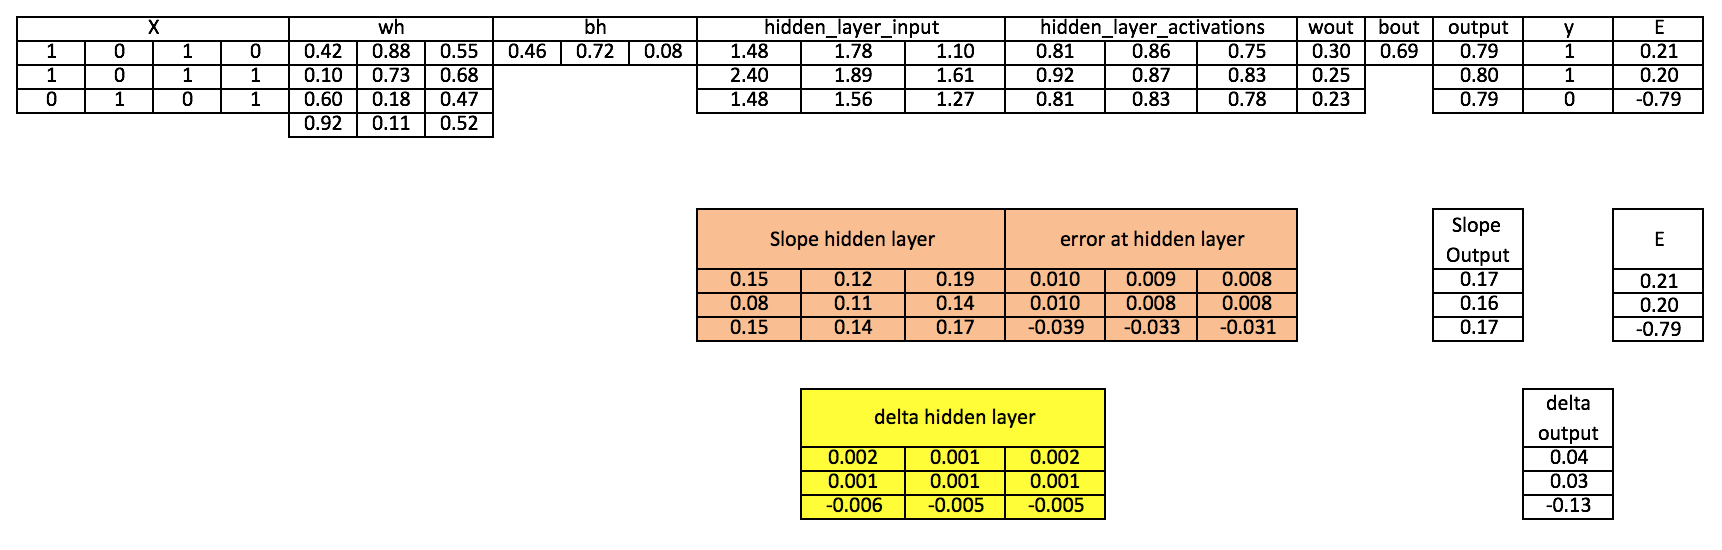 X wh bh hidden_layer_input hidden_layer_activations wout bout output y E
1 0 1 0 0.42 0.88 0.55 0.46 0.72 0.08 1.48 1.78 1.10 0.81 0.86 0.75 0.30 0.69 0.79 1 0.21
1 0 1 1 0.10 0.73 0.68 2.40 1.89 1.61 0.92 0.87 0.83 0.25 0.80 1 0.20
0 1 0 1 0.60 0.18 0.47 1.48 1.56 1.27 0.81 0.83 0.78 0.23 0.79 0 -0.79
0.92 0.11 0.52
Slope hidden layer error at hidden layer Slope E
Output
0.15 0.12 0.19 0.010 0.009 0.008 0.17 0.21
0.08 0.11 0.14 0.010 0.008 0.008 0.16 0.20
0.15 0.14 0.17 -0.039 -0.033 -0.031 0.17 -0.79
delta hidden layer delta
output
0.002 0.001 0.002 0.04
0.001 0.001 0.001 0.03
-0.006 -0.005 -0.005 -0.13